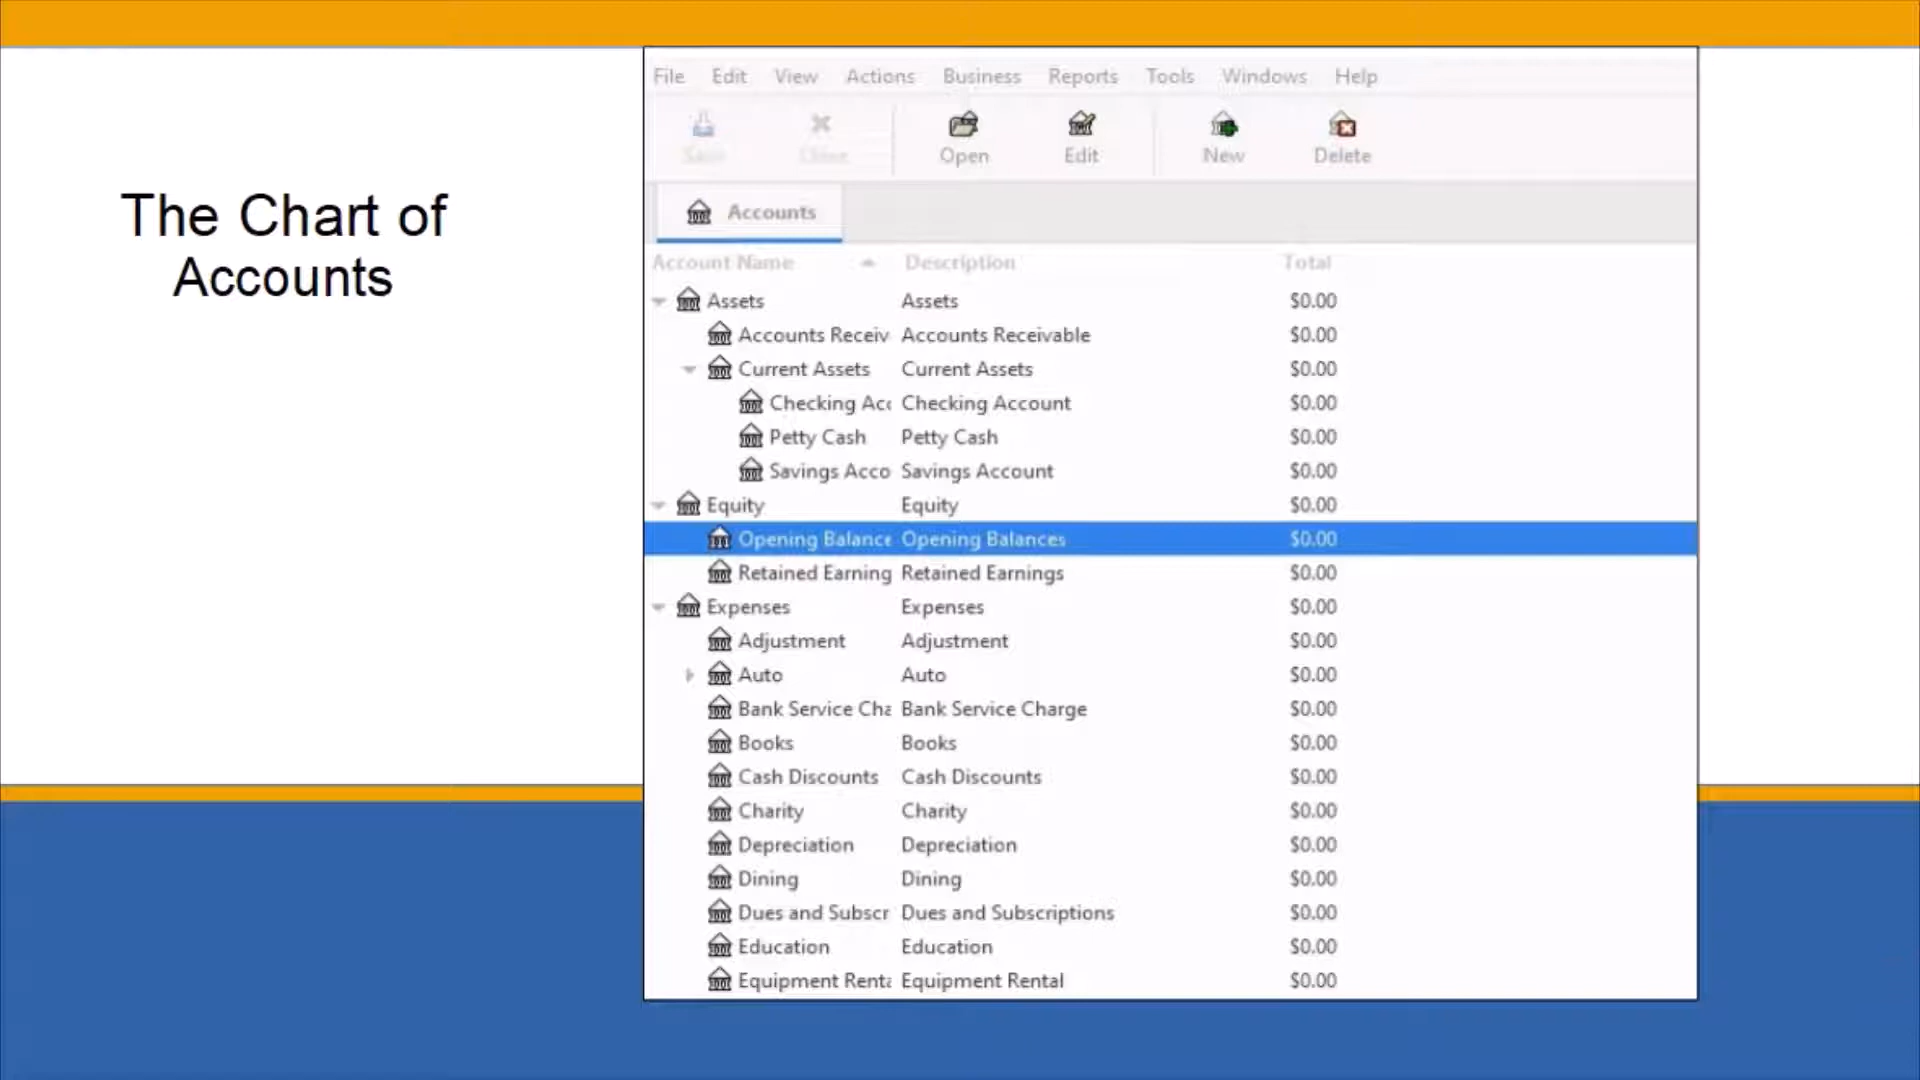 The Chart of
Accounts
File Edit View Actions Business Reports Tools Windows Help
Save Close Open Edit New Delete
Accounts
Account Name Description Total
Assets Assets $0.00
Accounts Receiv Accounts Receivable $0.00
Current Assets Current Assets $0.00
Checking Acc Checking Account $0.00
Petty Cash Petty Cash $0.00
Savings Acco Savings Account $0.00
Equity Equity $0.00
Opening Balance Opening Balances $0.00
Retained Earning Retained Earnings $0.00
Expenses Expenses $0.00
Adjustment Adjustment $0.00
Auto Auto $0.00
Bank Service Cha Bank Service Charge $0.00
Books Books $0.00
Cash Discounts Cash Discounts $0.00
Charity Charity $0.00
Depreciation Depreciation $0.00
Dining Dining $0.00
Dues and Subscr Dues and Subscriptions $0.00
Education Education $0.00
Equipment Renta Equipment Rental $0.00